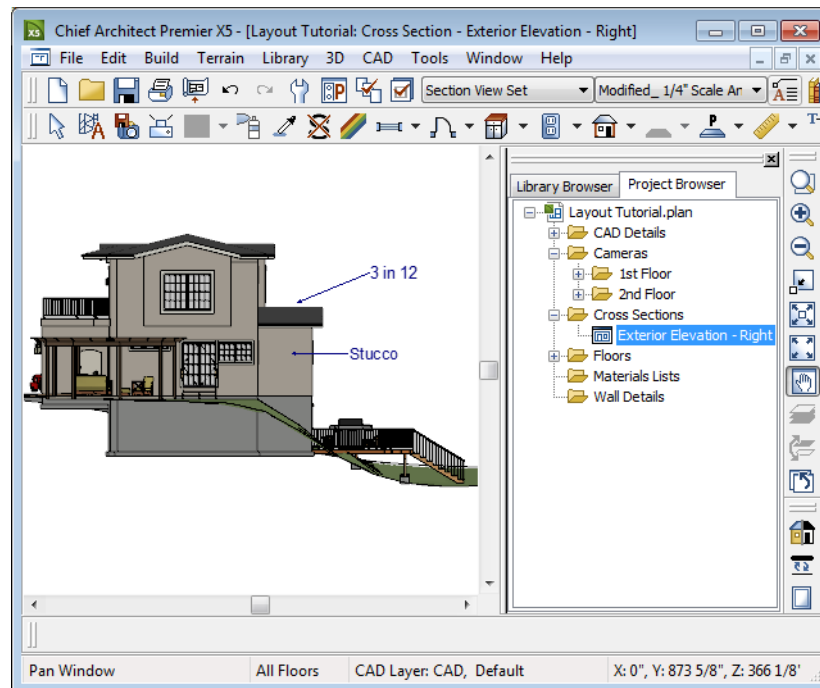 X5 Chief Architect Premier X5 - [Layout Tutorial: Cross Section - Exterior Elevation - Right]
File Edit Build Terrain Library 3D CAD Tools Window Help
Section View Set Modified_ 1/4" Scale Ar
Library Browser Project Browser
Layout Tutorial.plan
CAD Details
Cameras
1st Floor
2nd Floor
Cross Sections
Exterior Elevation - Right
Floors
Materials Lists
Wall Details
3 in 12
Stucco
Pan Window All Floors CAD Layer: CAD, Default X: 0", Y: 873 5/8", Z: 366 1/8'